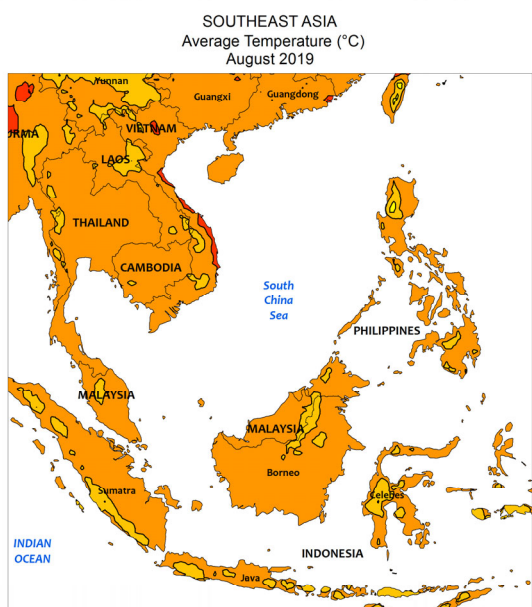 SOUTHEAST ASIA
Average Temperature (°C)
August 2019
Yunnan
Guangxi
Guangdong
URMA
VIETNAM
LAOS
THAILAND
CAMBODIA
South
China
Sea
PHILIPPINES
MALAYSIA
MALAYSIA
Borneo
Sumatra
Celebes
INDIAN
OCEAN
INDONESIA
Java